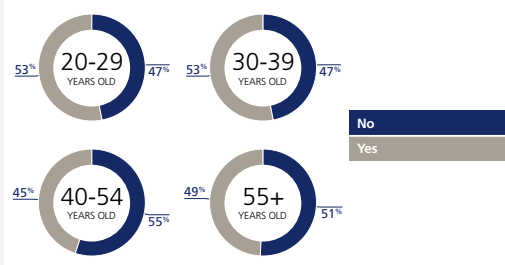 20-29
YEARS OLD
53%
47%
30-39
YEARS OLD
53%
47%
No
Yes
40-54
YEARS OLD
45%
55%
55+
YEARS OLD
49%
51%